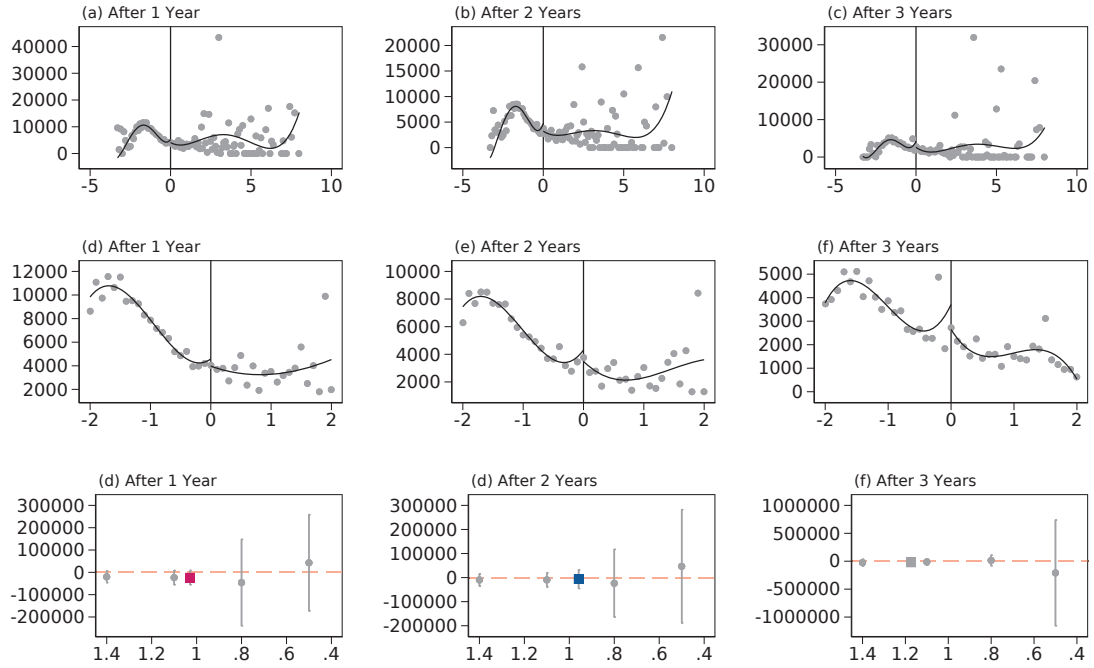 (a) After 1 Year
(b) After 2 Years
(c) After 3 Years
40000
30000
20000
10000
0
-5 0 5 10
20000
15000
10000
5000
0
-5 0 5 10
30000
20000
10000
0
-5 0 5 10
(d) After 1 Year
(e) After 2 Years
(f) After 3 Years
12000
10000
8000
6000
4000
2000
-2 -1 0 1 2
10000
8000
6000
4000
2000
-2 -1 0 1 2
5000
4000
3000
2000
1000
0
-2 -1 0 1 2
(d) After 1 Year
(d) After 2 Years
(f) After 3 Years
300000
200000
100000
0
-100000
-200000
1.4 1.2 1 .8 .6 .4
300000
200000
100000
0
-100000
-200000
1.4 1.2 1 .8 .6 .4
1000000
500000
0
-500000
-1000000
1.4 1.2 1 .8 .6 .4